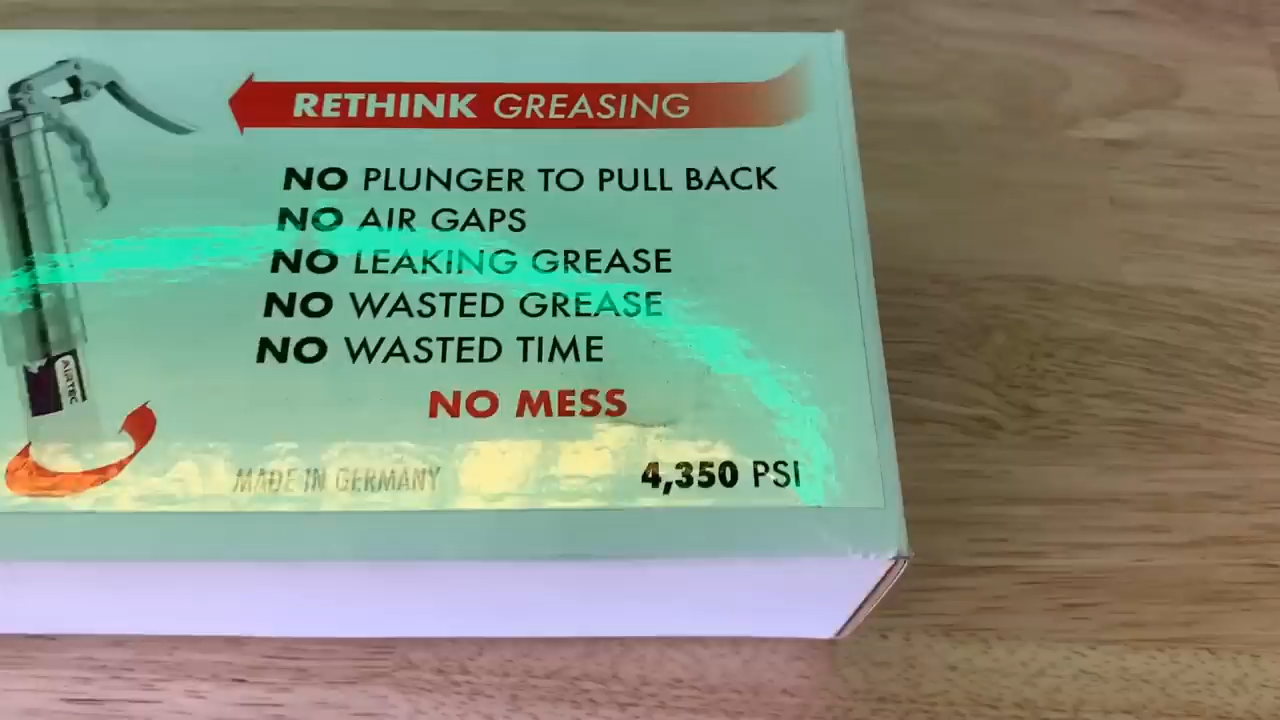 RETHINK GREASING
NO PLUNGER TO PULL BACK
NO AIR GAPS
NO LEAKING GREASE
NO WASTED GREASE
NO WASTED TIME
NO MESS
AIRTEC
MADE IN GERMANY
4,350 PSI